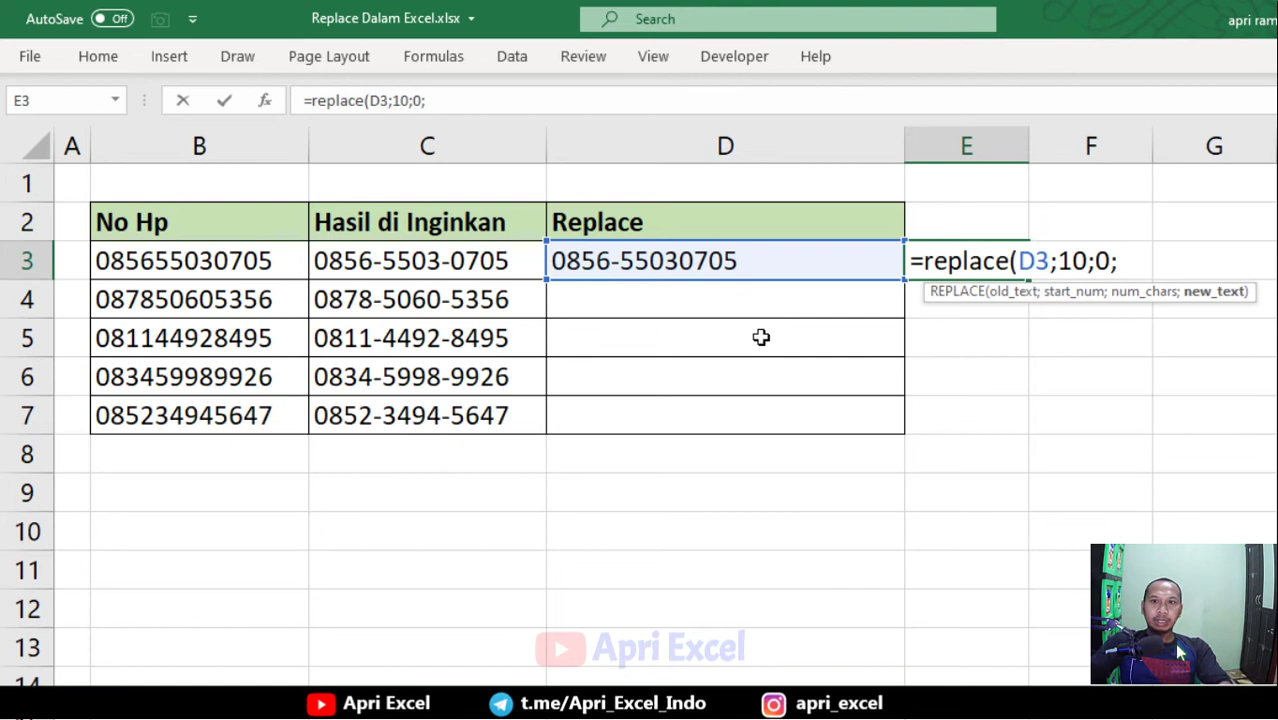 AutoSave Off Replace Dalam Excel.xlsx Search apri ram
File Home Insert Draw Page Layout Formulas Data Review View Developer Help
E3 fx =replace(D3;10;0;
A B C D E F G
1
2 No Hp Hasil di Inginkan Replace
3 085655030705 0856-5503-0705 0856-55030705 =replace(D3;10;0;
REPLACE(old_text; start_num; num_chars; new_text)
4 087850605356 0878-5060-5356
5 081144928495 0811-4492-8495
6 083459989926 0834-5998-9926
7 085234945647 0852-3494-5647
8
9
10
11
12
13
Apri Excel
14
Apri Excel t.me/Apri_Excel_Indo apri_excel